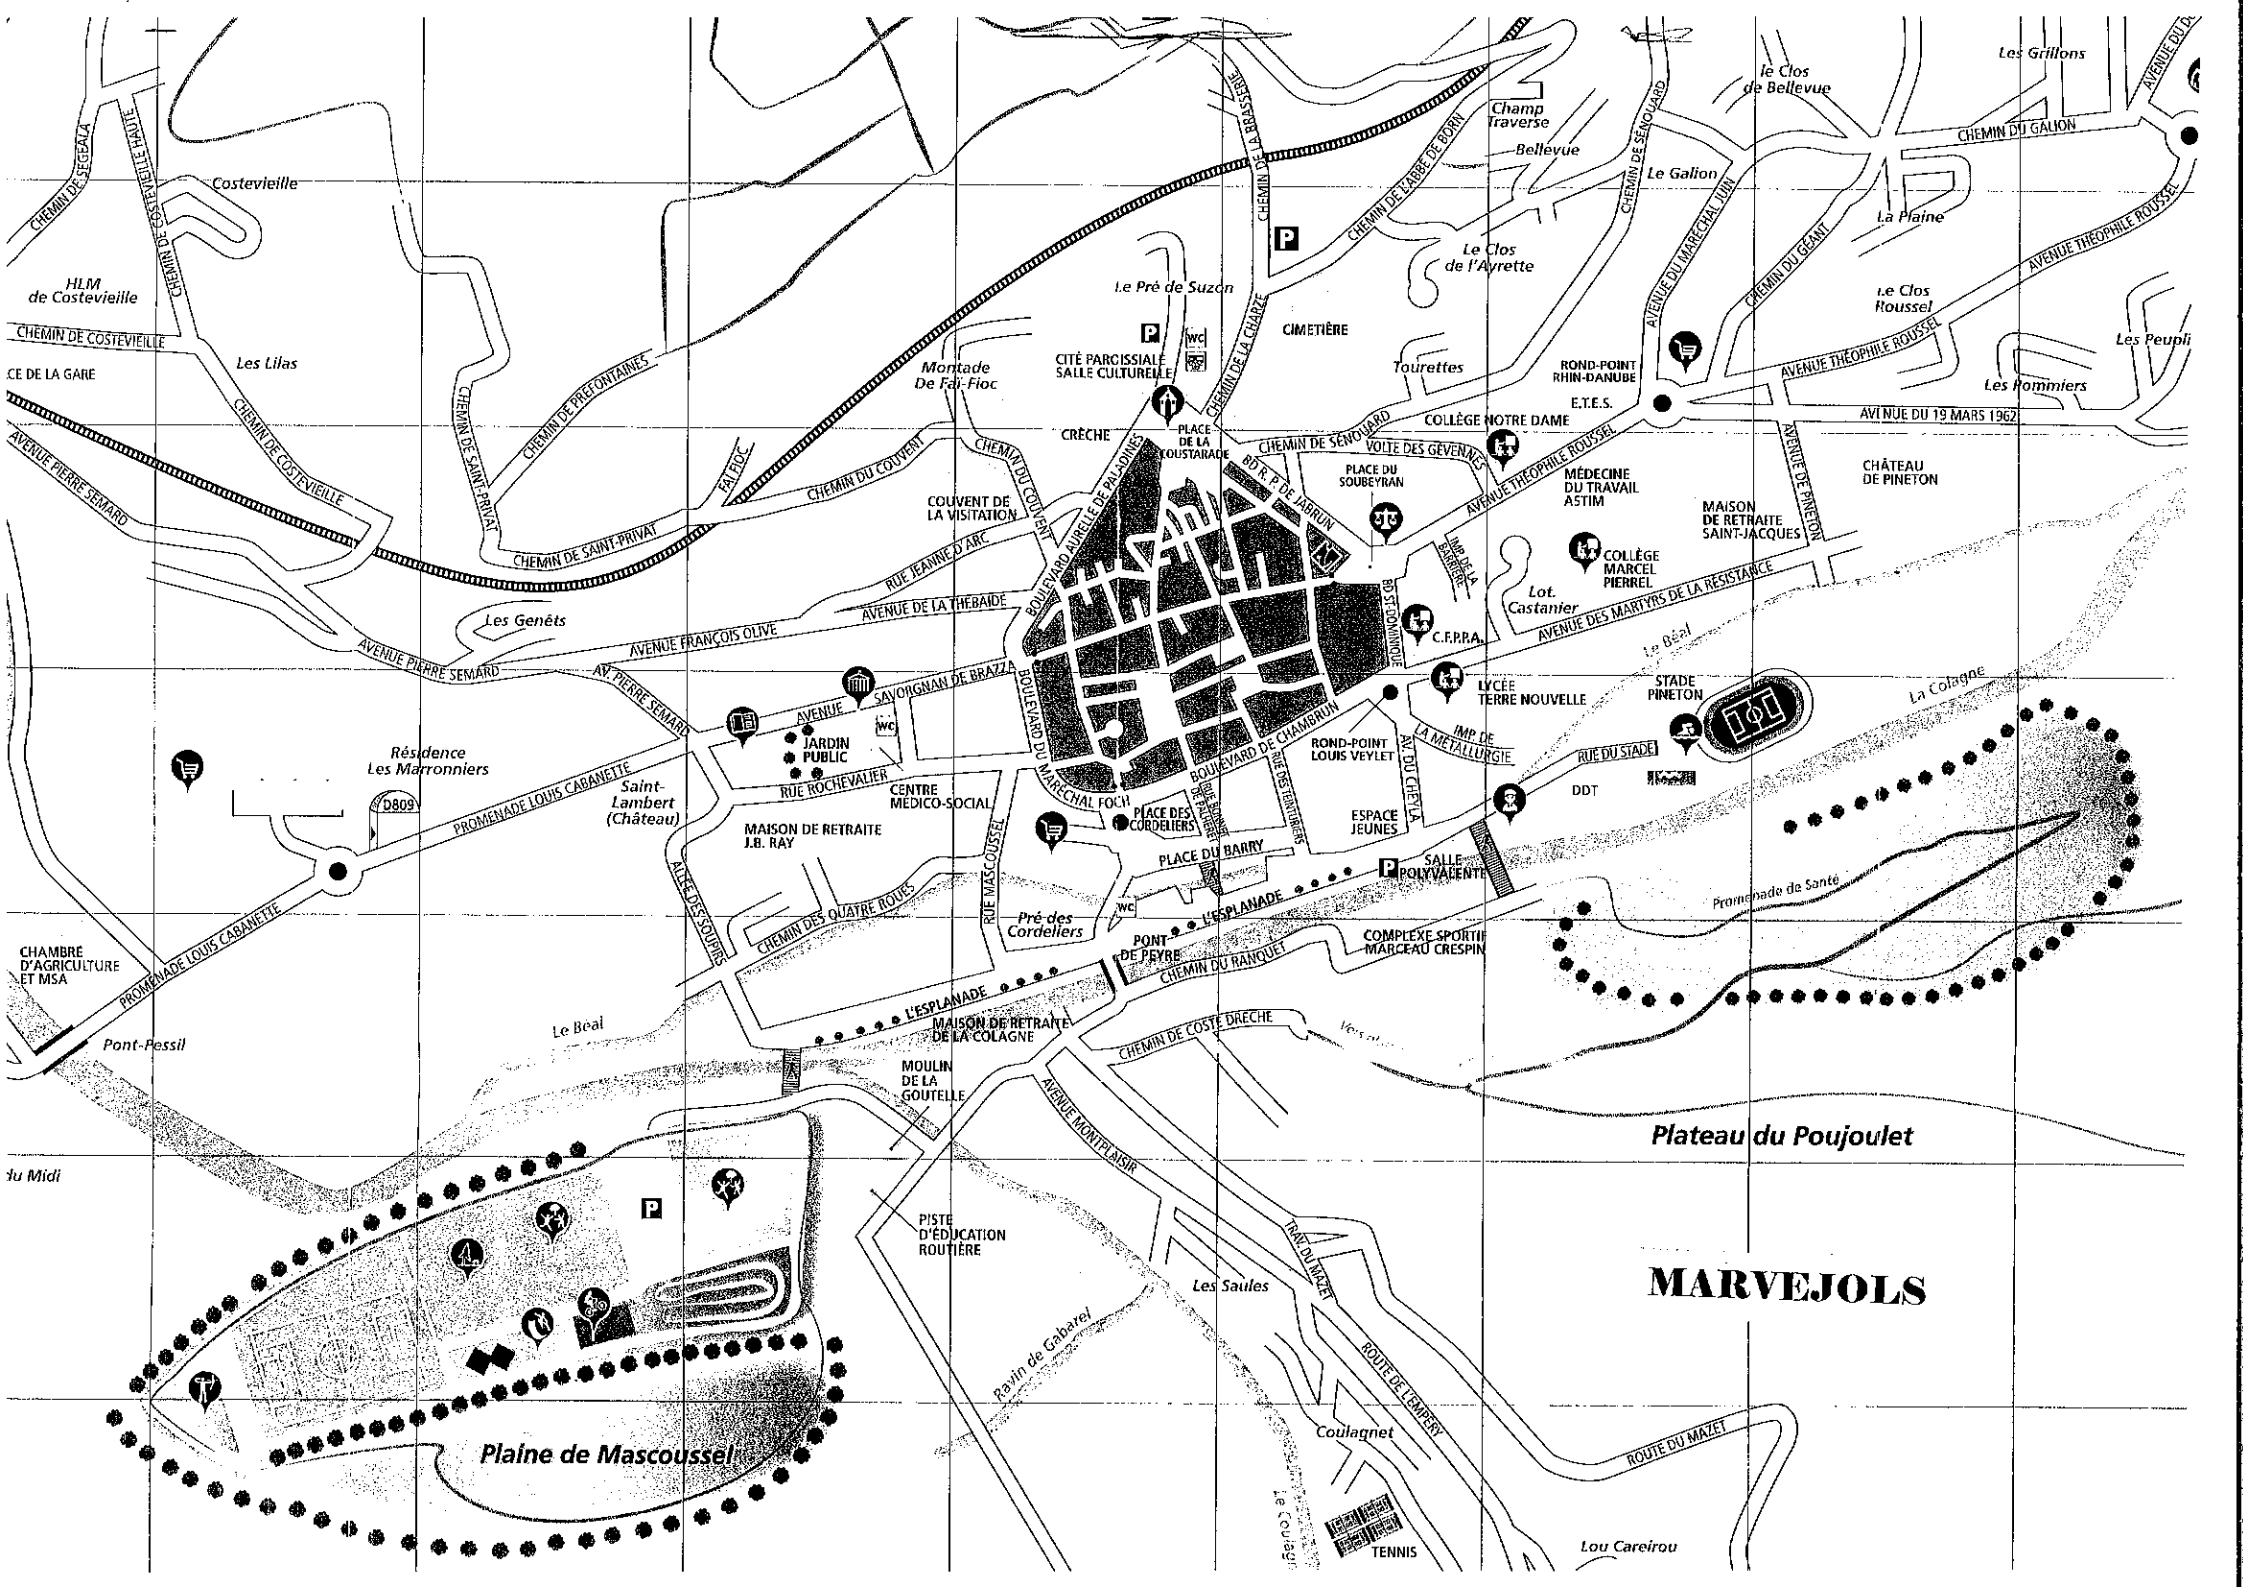 Les Grillons
AVENUE DU D
le Clos
de Bellevue
CHEMIN DE LA BRASSERIE
CHEMIN DE SÉNOUARD
Champ
Traverse
CHEMIN DU GALION
CHEMIN DE SEGEALA
CHEMIN DE COSTEVIEILLE HAUTE
CHEMIN DE L'ABBÉ DE BORN
Bellevue
Le Galion
Costevieille
P
La Plaine
AVENUE THÉOPHILE ROUSSEL
AVENUE DU MARÉCHAL JUIN
CHEMIN DU GÉANT
Le Clos
de l'Ayrette
HLM
de Costevieille
Le Pré de Suzon
Le Clos
Roussel
CHEMIN DE COSTEVIEILLE
P
WC
CHEMIN DE LA CHARZE
CIMETIÈRE
Les Peupli
Les Lilas
CE DE LA GARE
CHEMIN DE PREFONTAINES
Montade
De Faï-Fioc
CITÉ PAROISSIALE
SALLE CULTURELLE
Tourettes
ROND-POINT
RHIN-DANUBE
AVENUE THÉOPHILE ROUSSEL
Les Pommiers
E.T.E.S.
AVENUE DU 19 MARS 1962
CHEMIN DE COSTEVIEILLE
CHEMIN DE SAINT-PRIVAT
CRÈCHE
PLACE
DE LA
COUSTARADE
CHEMIN DE SÉNOUARD
COLLÈGE NOTRE DAME
VOLTE DES GÉVENNES
AVENUE THÉOPHILE ROUSSEL
AVENUE PIERRE SEMARD
FAÏ FIOC
CHEMIN DU COUVENT
CHEMIN DU COUVENT
BOULEVARD AURELLE DE PALADINES
BD R. P. DE JABRUN
PLACE DU
SOUBEYRAN
MÉDECINE
DU TRAVAIL
ASTIM
AVENUE DE PINETON
CHÂTEAU
DE PINETON
COUVENT DE
LA VISITATION
MAISON
DE RETRAITE
SAINT-JACQUES
CHEMIN DE SAINT-PRIVAT
RUE JEANNE D'ARC
IMP. DE LA
BARRIÈRE
COLLÈGE
MARCEL
PIERREL
Lot.
Castanier
AVENUE DES MARTYRS DE LA RÉSISTANCE
Les Genêts
AVENUE DE LA THÉBAÏDE
AVENUE FRANÇOIS OLIVE
BD ST-DOMINIQUE
C.F.P.P.A.
Le Béal
AVENUE PIERRE SEMARD
AV. PIERRE SEMARD
AVENUE SAVORGNAN DE BRAZZA
LYCÉE
TERRE NOUVELLE
STADE
PINETON
La Colagne
BOULEVARD DU MARÉCHAL FOCH
WC
JARDIN
PUBLIC
BOULEVARD DE CHAMBRUN
ROND-POINT
LOUIS VEYLET
IMP. DE
LA MÉTALLURGIE
RUE DU STADE
Résidence
Les Marronniers
AV. DU CHEYLA
DDT
D809
PROMENADE LOUIS CABANETTE
Saint-
Lambert
(Château)
RUE ROCHEVALIER
CENTRE
MÉDICO-SOCIAL
PLACE DES
CORDELIERS
RUE DES TEINTURIERS
ESPACE
JEUNES
MAISON DE RETRAITE
J.B. RAY
PLACE DU BARRY
P
SALLE
POLYVALENTE
ALLÉE DES SOUPIRS
CHEMIN DES QUATRE ROUES
RUE MASCOUSSEL
WC
L'ESPLANADE
Promenade de Santé
PROMENADE LOUIS CABANETTE
Pré des
Cordeliers
PONT
DE PEYRE
CHEMIN DU RANQUET
COMPLEXE SPORTIF
MARCEAU CRESPIN
CHAMBRE
D'AGRICULTURE
ET MSA
L'ESPLANADE
MAISON DE RETRAITE
DE LA COLAGNE
Le Béal
Pont-Pessil
CHEMIN DE COSTE DRECHE
MOULIN
DE LA
GOUTELLE
AVENUE MONTPLAISIR
Plateau du Poujoulet
du Midi
P
PISTE
D'ÉDUCATION
ROUTIÈRE
TRAV. DU MAZET
Les Saules
MARVEJOLS
Ravin de Gabarel
ROUTE DE L'EMPÉRY
Coulagnet
ROUTE DU MAZET
Plaine de Mascoussel
Le Coulagn
TENNIS
Lou Careirou